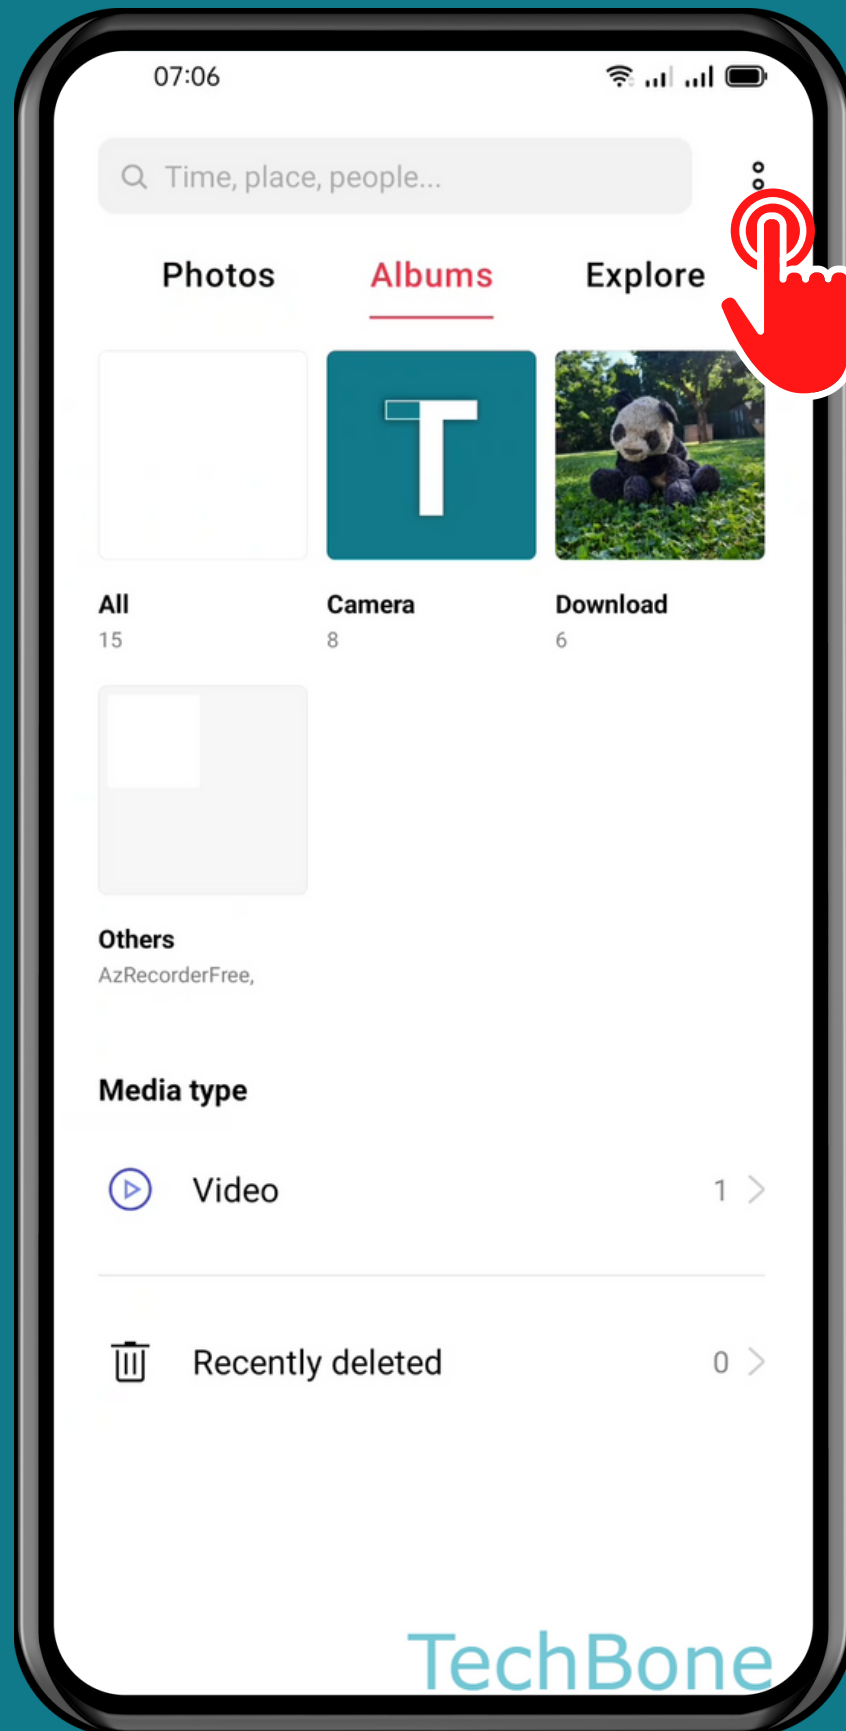 07:06
Time, place, people...
Photos Albums Explore
T
All Camera Download
15 8 6
Others
AzRecorderFree,
Media type
Video 1
Recently deleted 0
TechBone